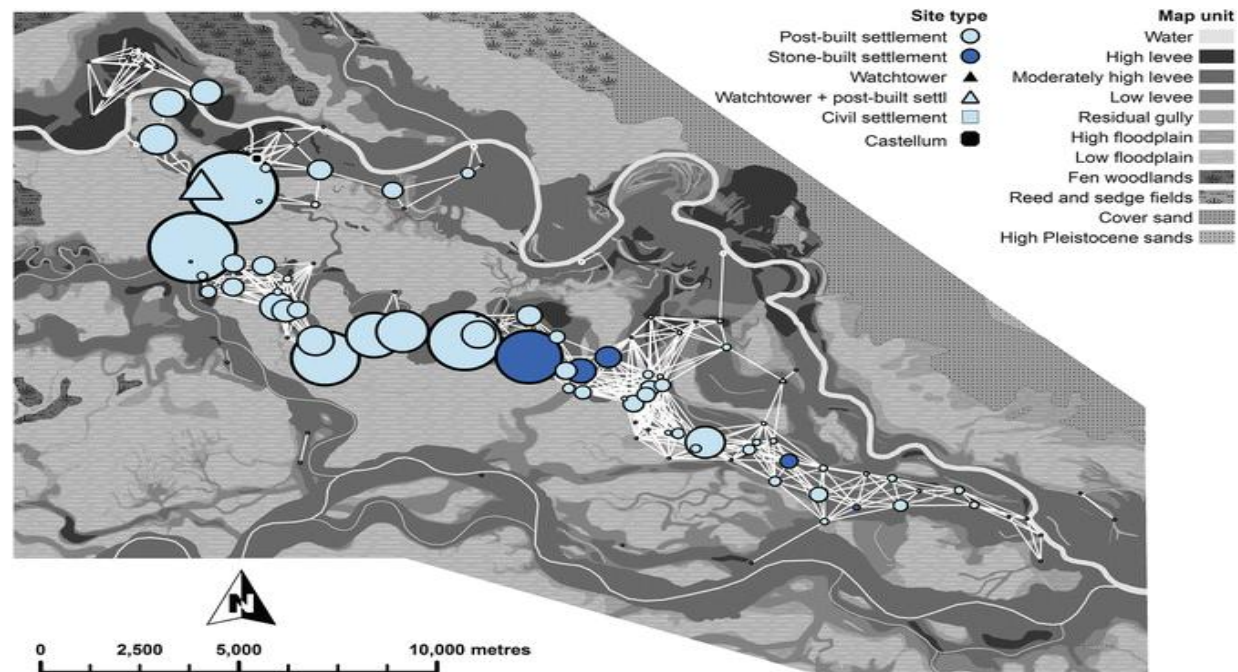 Site type
Post-built settlement
Stone-built settlement
Watchtower
Watchtower + post-built settl
Civil settlement
Castellum
Map unit
Water
High levee
Moderately high levee
Low levee
Residual gully
High floodplain
Low floodplain
Fen woodlands
Reed and sedge fields
Cover sand
High Pleistocene sands
N
0 2,500 5,000 10,000 metres